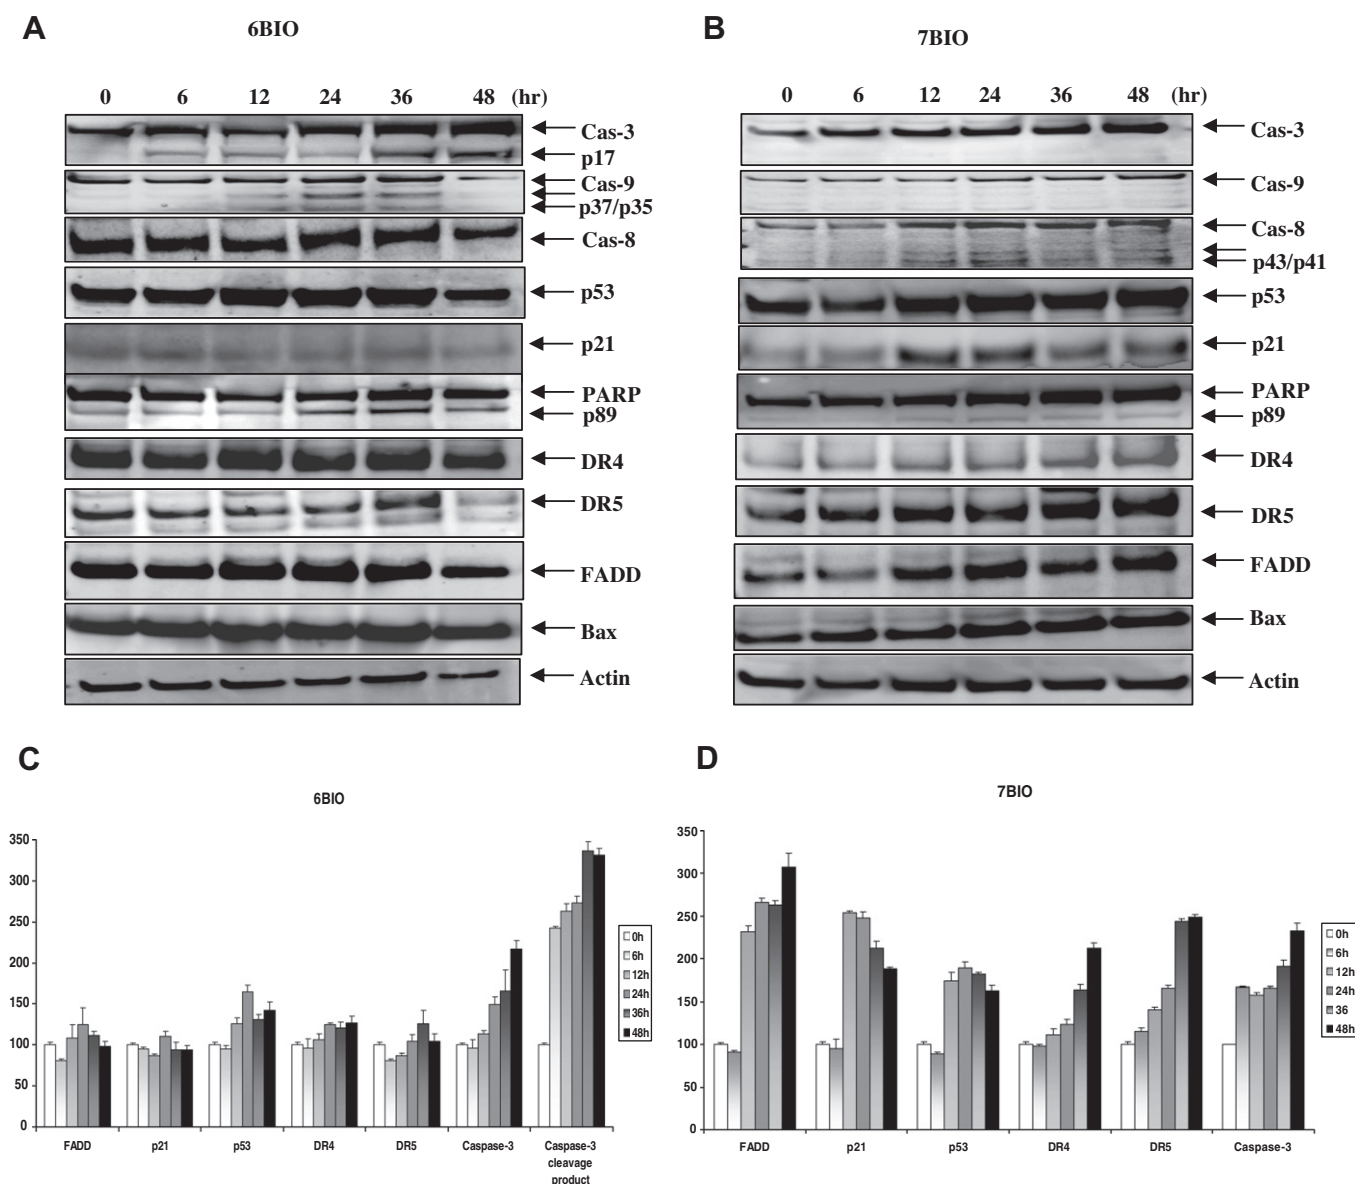 A
6BIO
0 6 12 24 36 48 (hr)
Cas-3
p17
Cas-9
p37/p35
Cas-8
p53
p21
PARP
p89
DR4
DR5
FADD
Bax
Actin
B
7BIO
0 6 12 24 36 48 (hr)
Cas-3
Cas-9
Cas-8
p43/p41
p53
p21
PARP
p89
DR4
DR5
FADD
Bax
Actin
C
6BIO
350
300
250
200
150
100
50
0
FADD p21 p53 DR4 DR5 Caspase-3 Caspase-3
cleavage
product
0h
6h
12h
24h
36h
48h
D
7BIO
350
300
250
200
150
100
50
0
FADD p21 p53 DR4 DR5 Caspase-3
0h
6h
12h
24h
36
48h